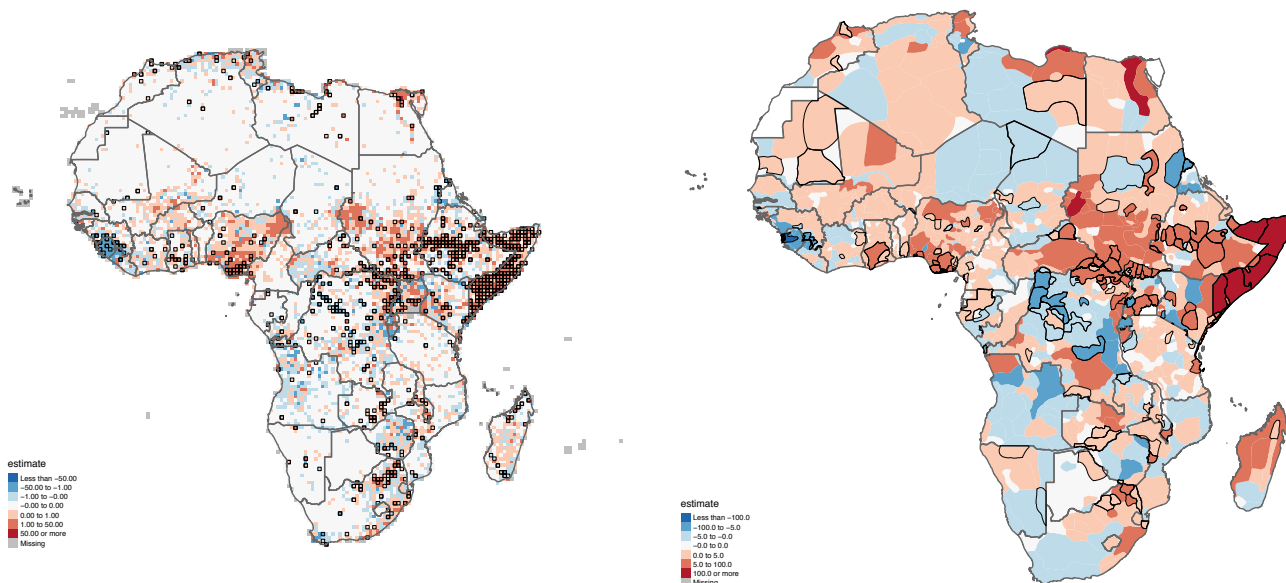 estimate
Less than −50.00
−50.00 to −1.00
−1.00 to −0.00
−0.00 to 0.00
0.00 to 1.00
1.00 to 50.00
50.00 or more
Missing
estimate
Less than −100.0
−100.0 to −5.0
−5.0 to −0.0
−0.0 to 0.0
0.0 to 5.0
5.0 to 100.0
100.0 or more
Missing